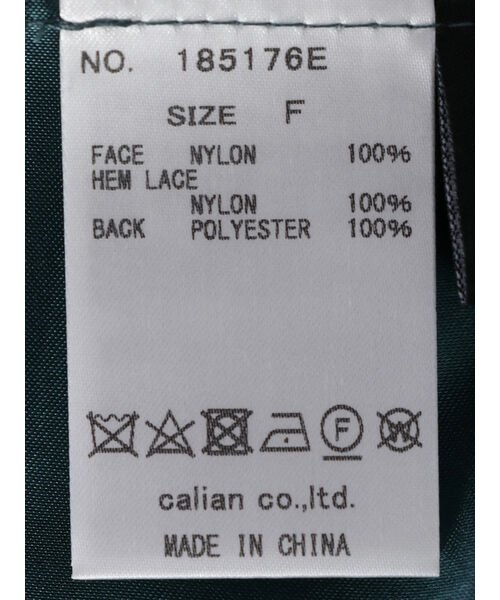 NO. 185176E
SIZE F
FACE NYLON 100%
HEM LACE
NYLON 100%
BACK POLYESTER 100%
F W
calian co.,ltd.
MADE IN CHINA